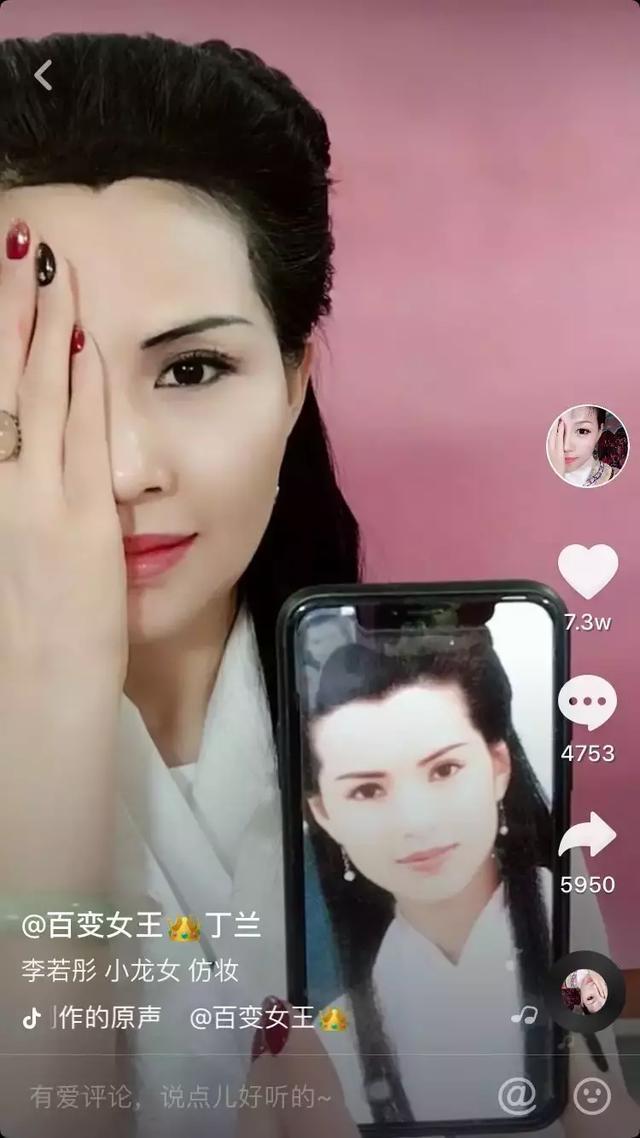 7.3w
4753
5950
@百变女王👑丁兰
李若彤 小龙女 仿妆
作的原声 @百变女王👑
有爱评论，说点儿好听的~
@